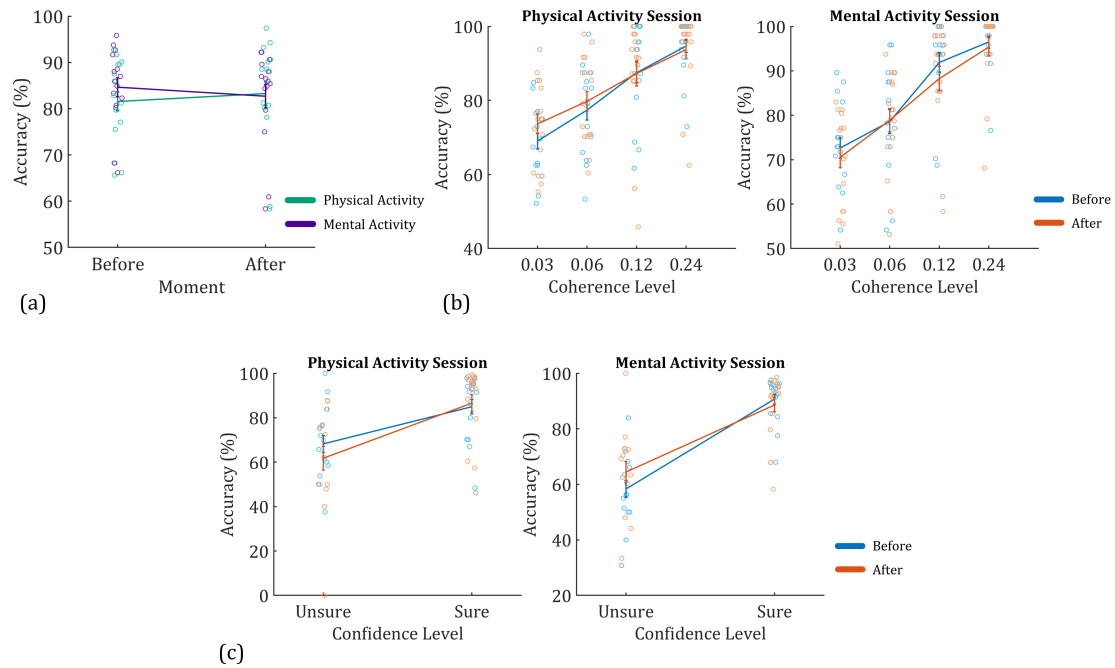 Accuracy (%)
100
90
80
70
60
50
Before
After
Moment
Physical Activity
Mental Activity
(a)
Physical Activity Session
Accuracy (%)
100
80
60
40
0.03 0.06 0.12 0.24
Coherence Level
(b)
Mental Activity Session
Accuracy (%)
100
90
80
70
60
50
0.03 0.06 0.12 0.24
Coherence Level
Before
After
Physical Activity Session
Accuracy (%)
100
80
60
40
20
0
Unsure
Sure
Confidence Level
(c)
Mental Activity Session
Accuracy (%)
100
80
60
40
20
Unsure
Sure
Confidence Level
Before
After